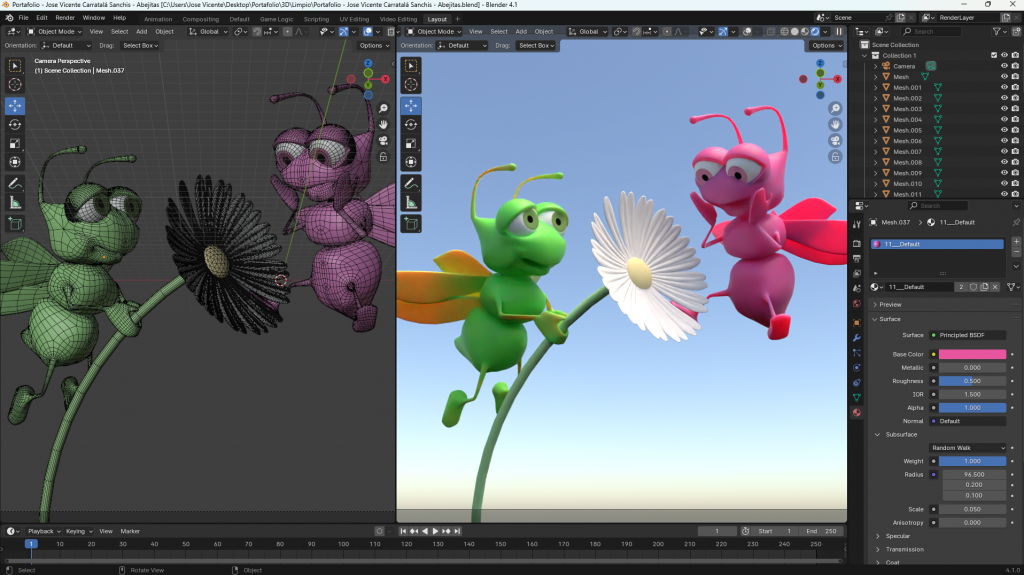 Portafolio - Jose Vicente Carratalá Sanchis - Abejitas [C:\Users\Jose Vicente\Desktop\Portafolio\3D\Limpio\Portafolio - Jose Vicente Carratalá Sanchis - Abejitas.blend] - Blender 4.1
File Edit Render Window Help Animation Compositing Default Default Game Logic Scripting UV Editing Video Editing Layout + Scene RenderLayer
Object Mode View Select Add Object Global
Object Mode View Select Add Object Global
Search
Orientation: Default Drag: Select Box Options
Orientation: Default Drag: Select Box Options
Camera Perspective
(1) Scene Collection | Mesh.037
Z
X
Y
Z
X
Y
Scene Collection
Collection 1
Camera
Mesh
Mesh.001
Mesh.002
Mesh.003
Mesh.004
Mesh.005
Mesh.006
Mesh.007
Mesh.008
Mesh.009
Mesh.010
Mesh.011
Search
Mesh.037 > 11___Default
11___Default
11___Default 2
Preview
Surface
Surface Principled BSDF
Base Color
Metallic 0.000
Roughness 0.500
IOR 1.500
Alpha 1.000
Normal Default
Subsurface
Random Walk
Weight 1.000
Radius 96.500
0.200
0.100
Scale 0.050
Anisotropy 0.000
Specular
Transmission
Coat
Playback Keying View Marker 1 Start 1 End 250
1 10 20 30 40 50 60 70 80 90 100 110 120 130 140 150 160 170 180 190 200 210 220 230 240 250
Select Rotate View Object 4.1.0